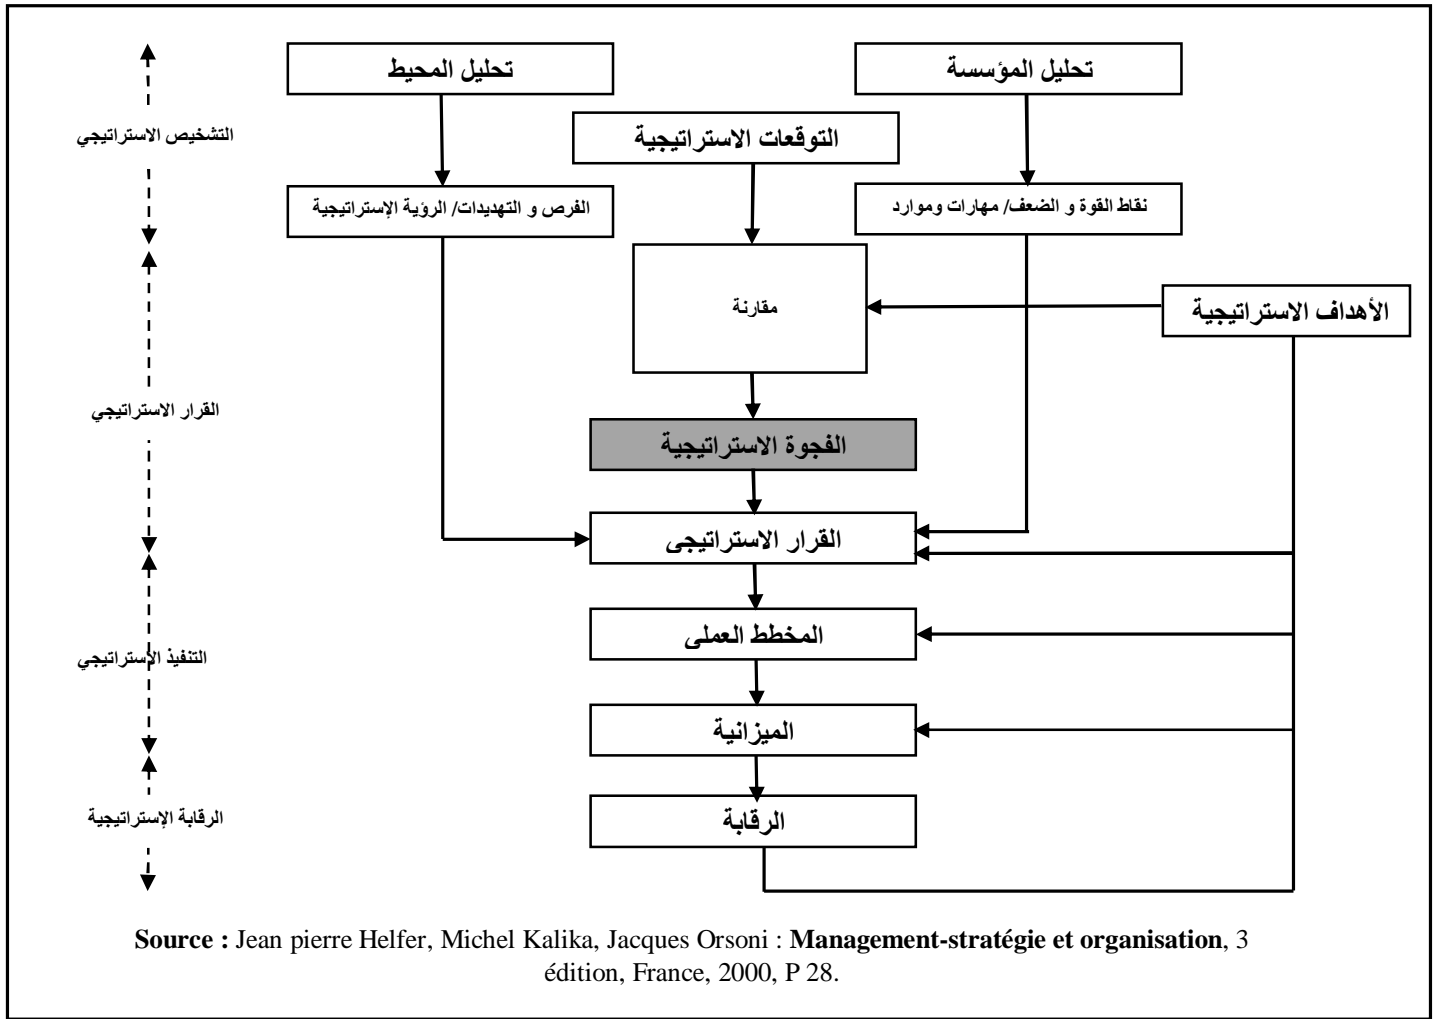 تحليل المحيط
تحليل المؤسسة
التوقعات الاستراتيجية
التشخيص الاستراتيجي
الفرص و التهديدات/ الرؤية الإستراتيجية
نقاط القوة و الضعف/ مهارات وموارد
مقارنة
الأهداف الاستراتيجية
القرار الاستراتيجي
الفجوة الاستراتيجية
القرار الاستراتيجى
المخطط العملى
التنفيذ الاستراتيجي
الميزانية
الرقابة الإستراتيجية
الرقابة
Source : Jean pierre Helfer, Michel Kalika, Jacques Orsoni : Management-stratégie et organisation, 3
édition, France, 2000, P 28.